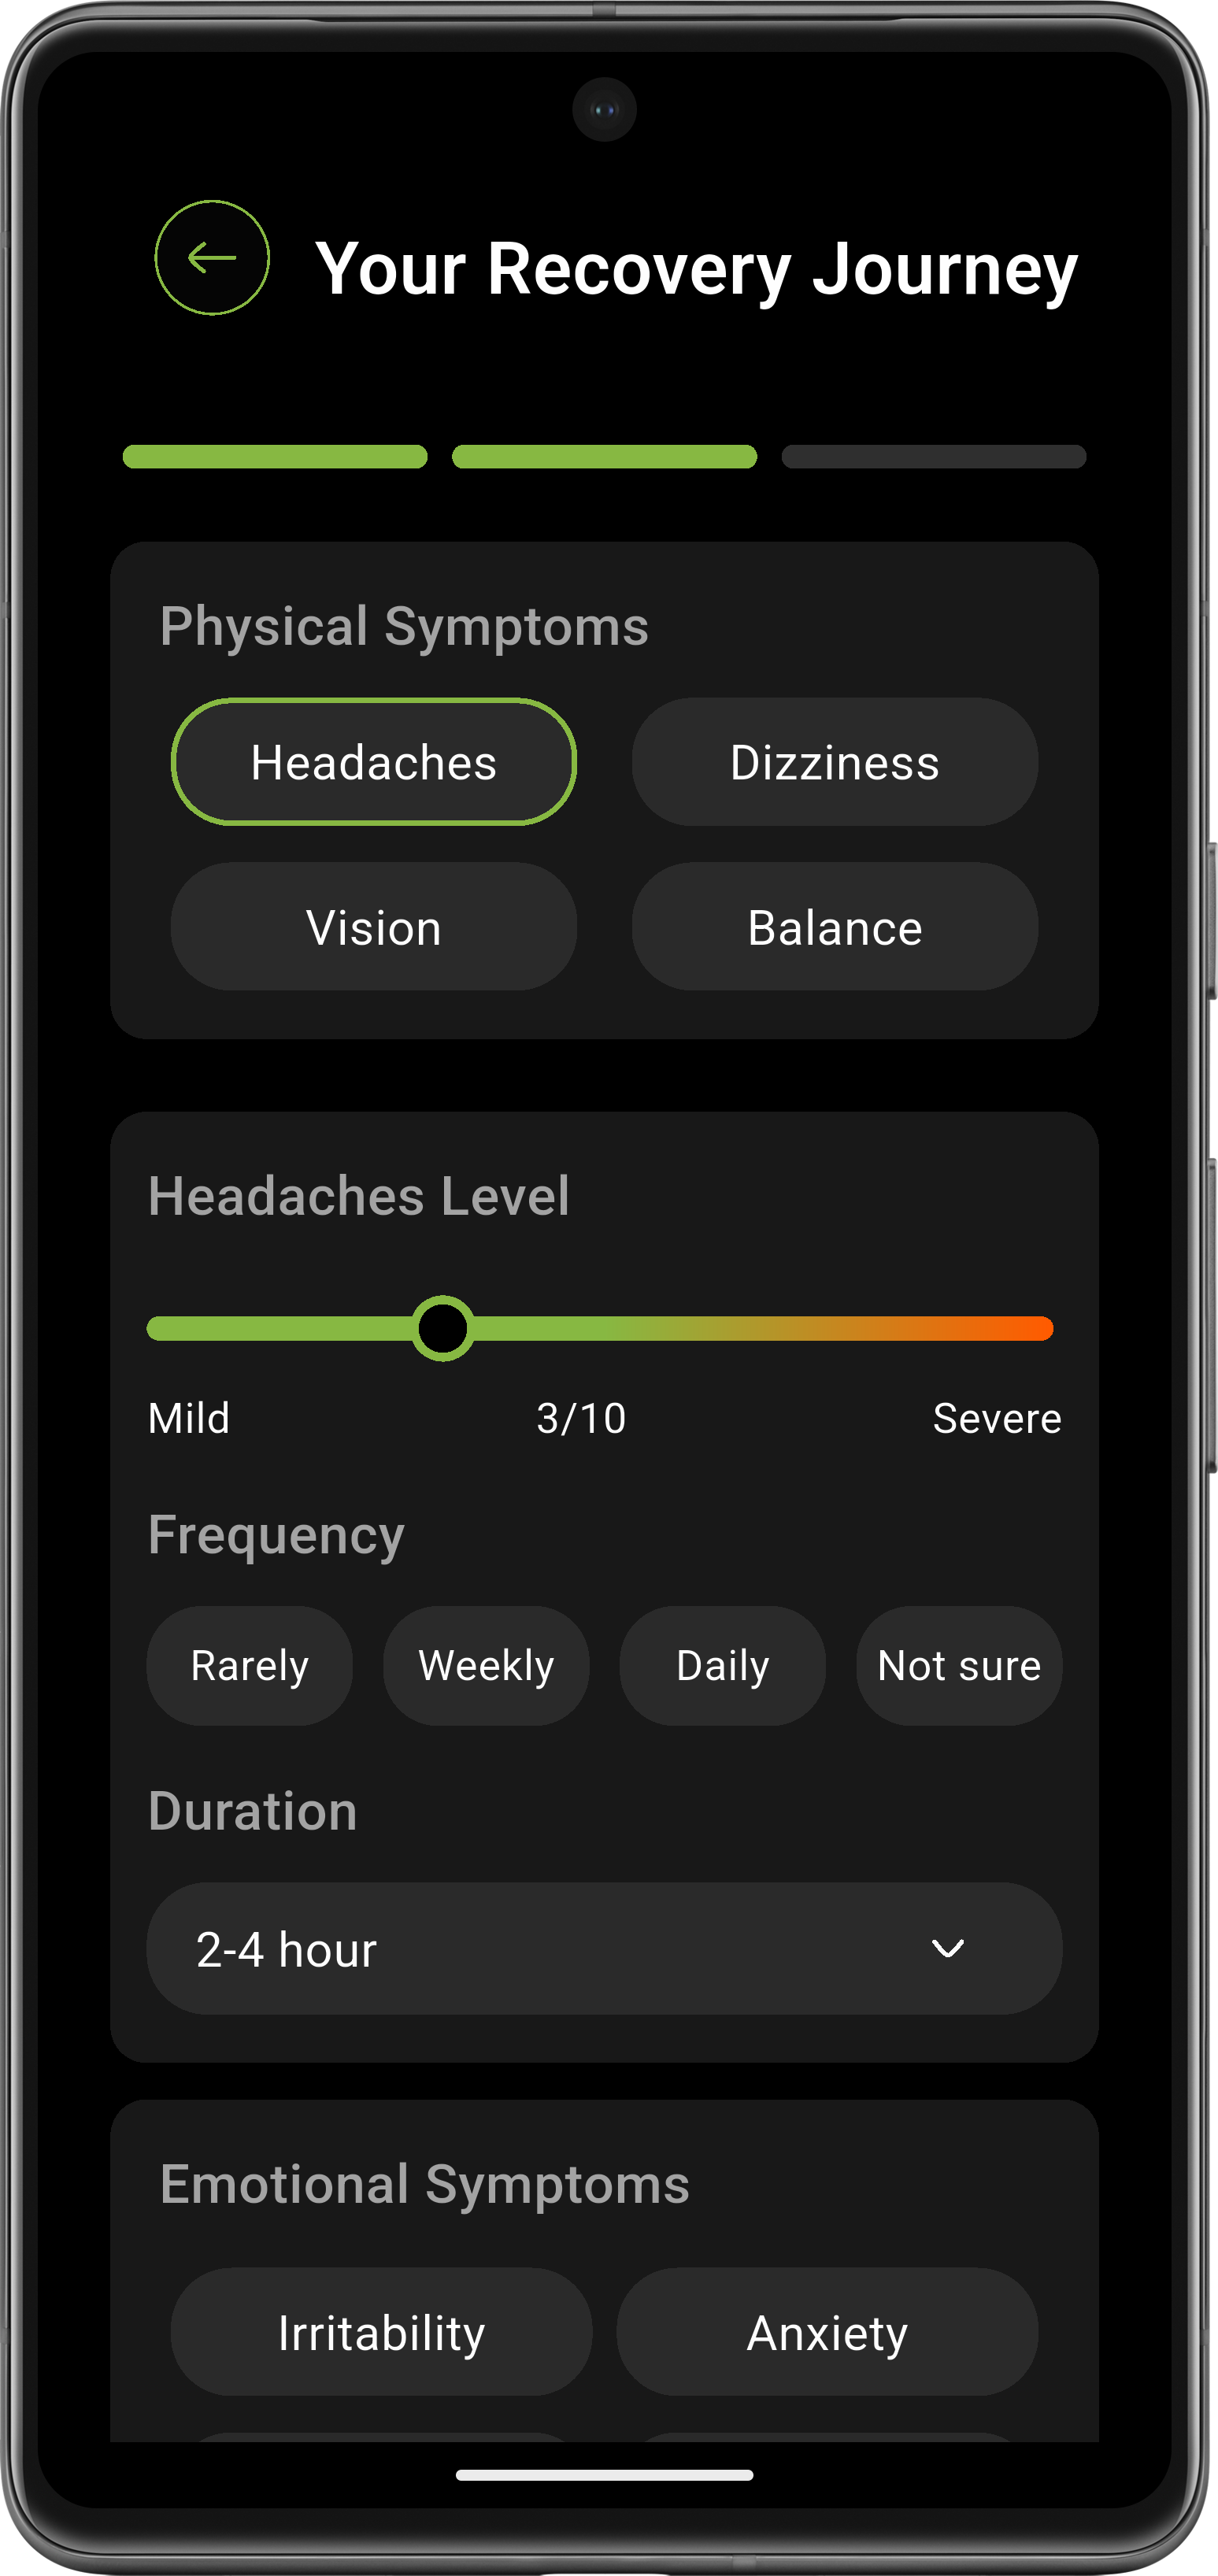 Your Recovery Journey
Physical Symptoms
Headaches Dizziness
Vision Balance
Headaches Level
Mild 3/10 Severe
Frequency
Rarely Weekly Daily Not sure
Duration
2-4 hour
Emotional Symptoms
Irritability Anxiety